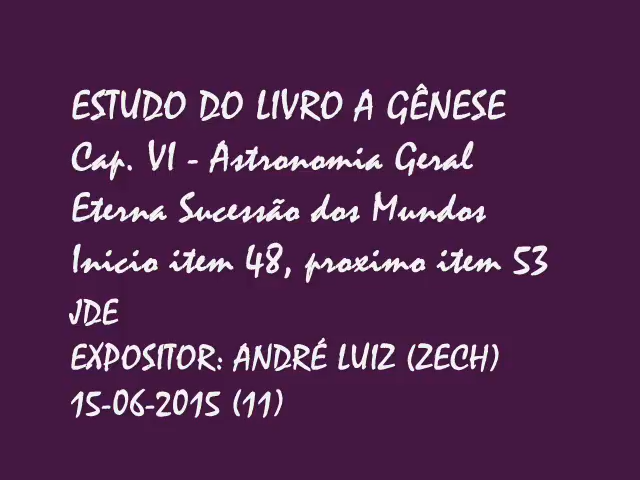 ESTUDO DO LIVRO A GÊNESE
Cap. VI - Astronomia Geral
Eterna Sucessão dos Mundos
Inicio item 48, proximo item 53
JDE
EXPOSITOR: ANDRÉ LUIZ (ZECH)
15-06-2015 (11)